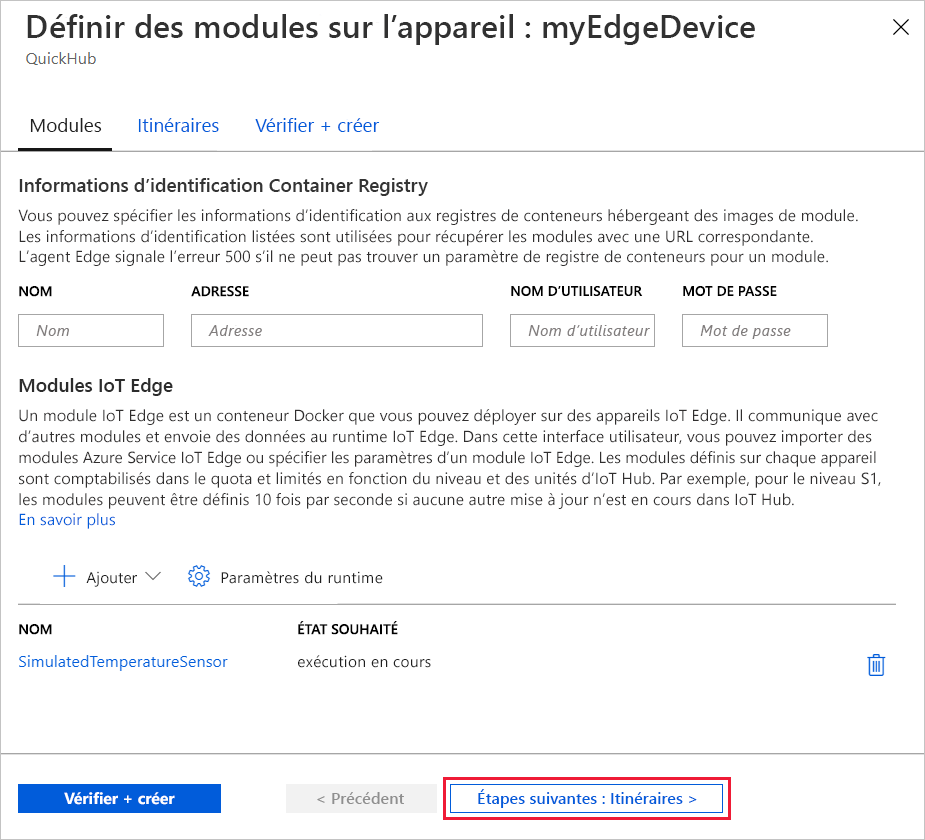 Définir des modules sur l’appareil : myEdgeDevice
QuickHub
Modules Itinéraires Vérifier + créer
Informations d’identification Container Registry
Vous pouvez spécifier les informations d’identification aux registres de conteneurs hébergeant des images de module.
Les informations d’identification listées sont utilisées pour récupérer les modules avec une URL correspondante.
L’agent Edge signale l’erreur 500 s’il ne peut pas trouver un paramètre de registre de conteneurs pour un module.
NOM ADRESSE NOM D’UTILISATEUR MOT DE PASSE
Nom Adresse Nom d’utilisateur Mot de passe
Modules IoT Edge
Un module IoT Edge est un conteneur Docker que vous pouvez déployer sur des appareils IoT Edge. Il communique avec
d’autres modules et envoie des données au runtime IoT Edge. Dans cette interface utilisateur, vous pouvez importer des
modules Azure Service IoT Edge ou spécifier les paramètres d’un module IoT Edge. Les modules définis sur chaque appareil
sont comptabilisés dans le quota et limités en fonction du niveau et des unités d’IoT Hub. Par exemple, pour le niveau S1,
les modules peuvent être définis 10 fois par seconde si aucune autre mise à jour n’est en cours dans IoT Hub.
En savoir plus
Ajouter Paramètres du runtime
NOM ÉTAT SOUHAITÉ
SimulatedTemperatureSensor exécution en cours
Vérifier + créer < Précédent Étapes suivantes : Itinéraires >